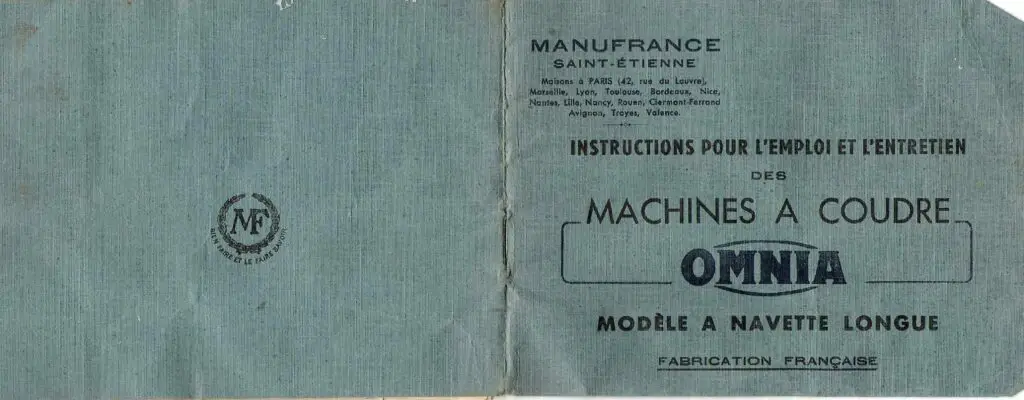 MF
BIEN FAIRE ET LE FAIRE SAVOIR
MANUFRANCE
SAINT-ÉTIENNE
Maisons à PARIS (42, rue du Louvre),
Marseille, Lyon, Toulouse, Bordeaux, Nice,
Nantes, Lille, Nancy, Rouen, Clermont-Ferrand
Avignon, Troyes, Valence.
INSTRUCTIONS POUR L'EMPLOI ET L'ENTRETIEN
DES
MACHINES A COUDRE
OMNIA
MODÈLE A NAVETTE LONGUE
FABRICATION FRANÇAISE